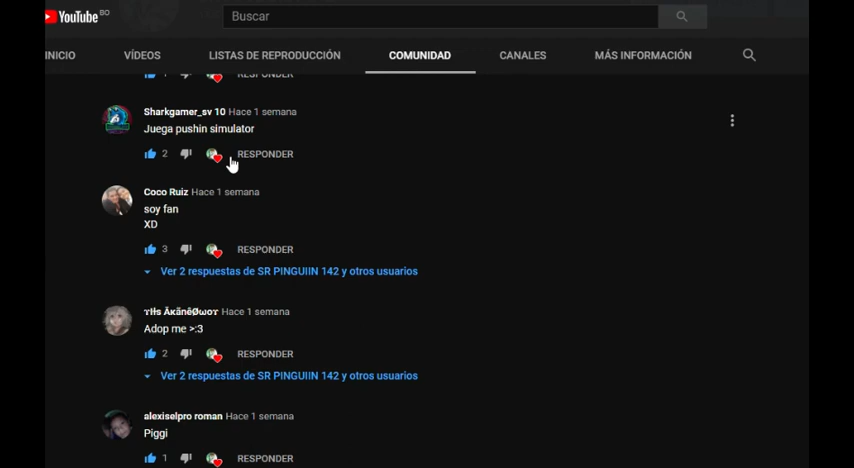 YouTube BO
Buscar
INICIO VÍDEOS LISTAS DE REPRODUCCIÓN COMUNIDAD CANALES MÁS INFORMACIÓN
1 RESPONDER
Sharkgamer_sv 10 Hace 1 semana
Juega pushin simulator
2 RESPONDER
Coco Ruiz Hace 1 semana
soy fan
XD
3 RESPONDER
Ver 2 respuestas de SR PINGUIIN 142 y otros usuarios
Hace 1 semana
Adop me >:3
2 RESPONDER
Ver 2 respuestas de SR PINGUIIN 142 y otros usuarios
alexiselpro roman Hace 1 semana
Piggi
1 RESPONDER